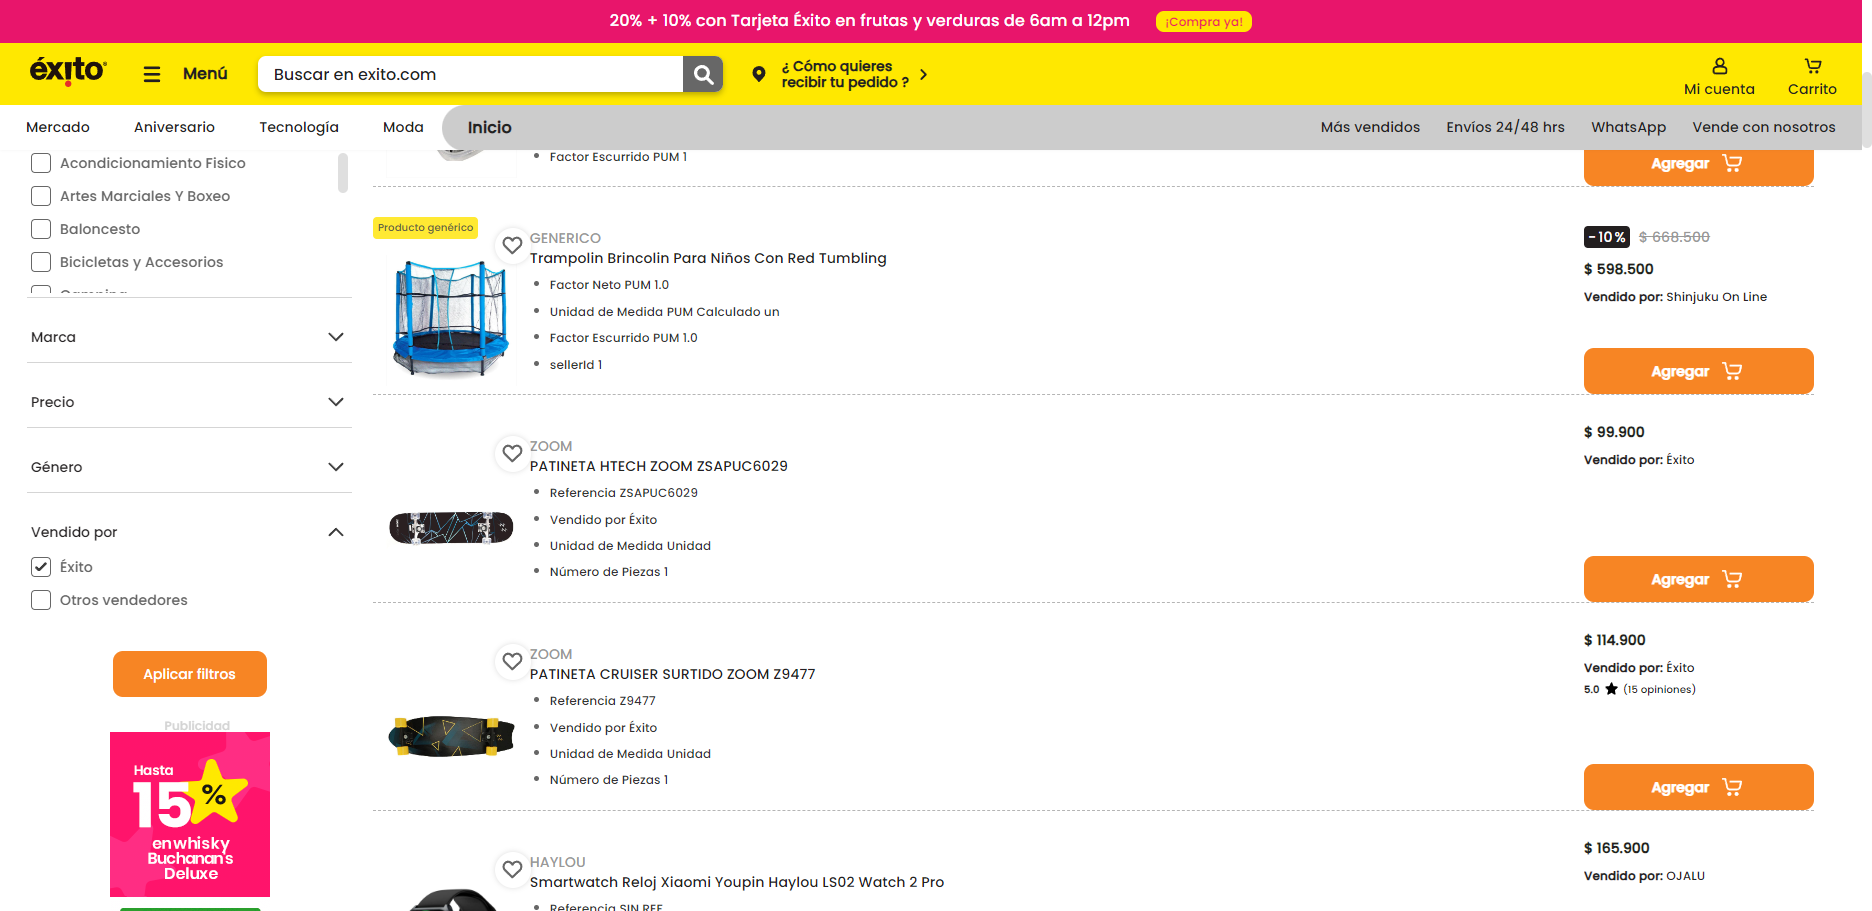 20% + 10% con Tarjeta Éxito en frutas y verduras de 6am a 12pm ¡Compra ya!
éxito Menú Buscar en exito.com ¿ Cómo quieres
recibir tu pedido ?
Mi cuenta Carrito
Mercado Aniversario Tecnología Moda Inicio Más vendidos Envíos 24/48 hrs WhatsApp Vende con nosotros
Acondicionamiento Fisico
Artes Marciales Y Boxeo
Baloncesto
Bicicletas y Accesorios
Marca
Precio
Género
Vendido por
Éxito
Otros vendedores
Aplicar filtros
Publicidad
Hasta
15%
en whisky
Buchanan's
Deluxe
Factor Escurrido PUM 1
Agregar
Producto genérico
GENERICO
Trampolin Brincolin Para Niños Con Red Tumbling
Factor Neto PUM 1.0
Unidad de Medida PUM Calculado un
Factor Escurrido PUM 1.0
sellerId 1
-10% $ 668.500
$ 598.500
Vendido por: Shinjuku On Line
Agregar
ZOOM
PATINETA HTECH ZOOM ZSAPUC6029
Referencia ZSAPUC6029
Vendido por Éxito
Unidad de Medida Unidad
Número de Piezas 1
$ 99.900
Vendido por: Éxito
Agregar
ZOOM
PATINETA CRUISER SURTIDO ZOOM Z9477
Referencia Z9477
Vendido por Éxito
Unidad de Medida Unidad
Número de Piezas 1
$ 114.900
Vendido por: Éxito
5.0 ★ (15 opiniones)
Agregar
HAYLOU
Smartwatch Reloj Xiaomi Youpin Haylou LS02 Watch 2 Pro
Referencia SIN REF
$ 165.900
Vendido por: OJALU